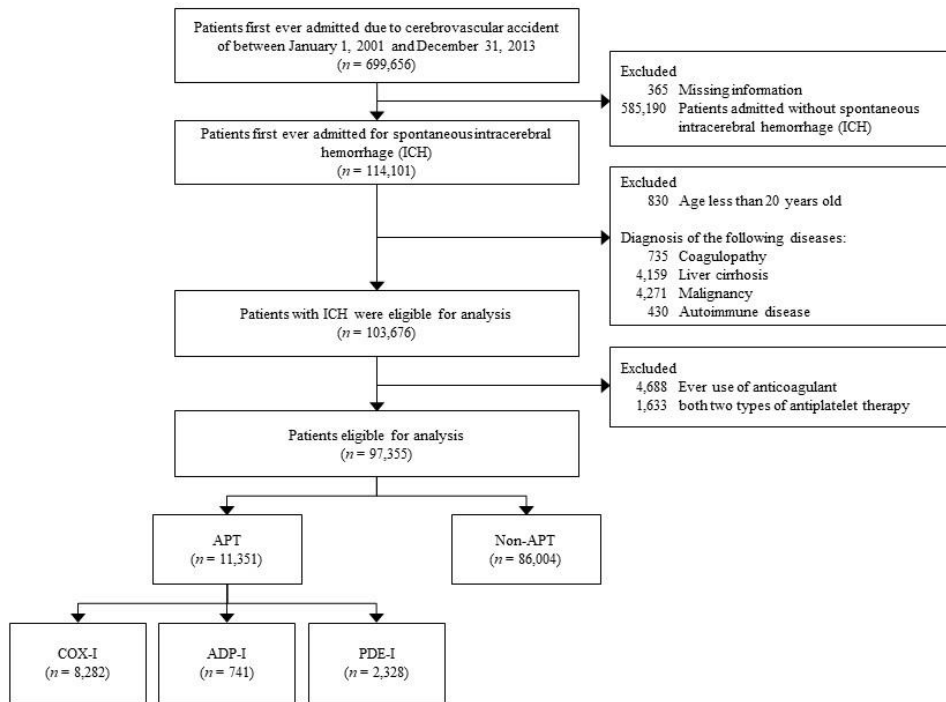 Patients first ever admitted due to cerebrovascular accident
of between January 1, 2001 and December 31, 2013
(n = 699,656)
Excluded
365 Missing information
585,190 Patients admitted without spontaneous
intracerebral hemorrhage (ICH)
Patients first ever admitted for spontaneous intracerebral
hemorrhage (ICH)
(n = 114,101)
Excluded
830 Age less than 20 years old
Diagnosis of the following diseases:
735 Coagulopathy
4,159 Liver cirrhosis
4,271 Malignancy
430 Autoimmune disease
Patients with ICH were eligible for analysis
(n = 103,676)
Excluded
4,688 Ever use of anticoagulant
1,633 both two types of antiplatelet therapy
Patients eligible for analysis
(n = 97,355)
APT
(n = 11,351)
Non-APT
(n = 86,004)
COX-I
(n = 8,282)
ADP-I
(n = 741)
PDE-I
(n = 2,328)